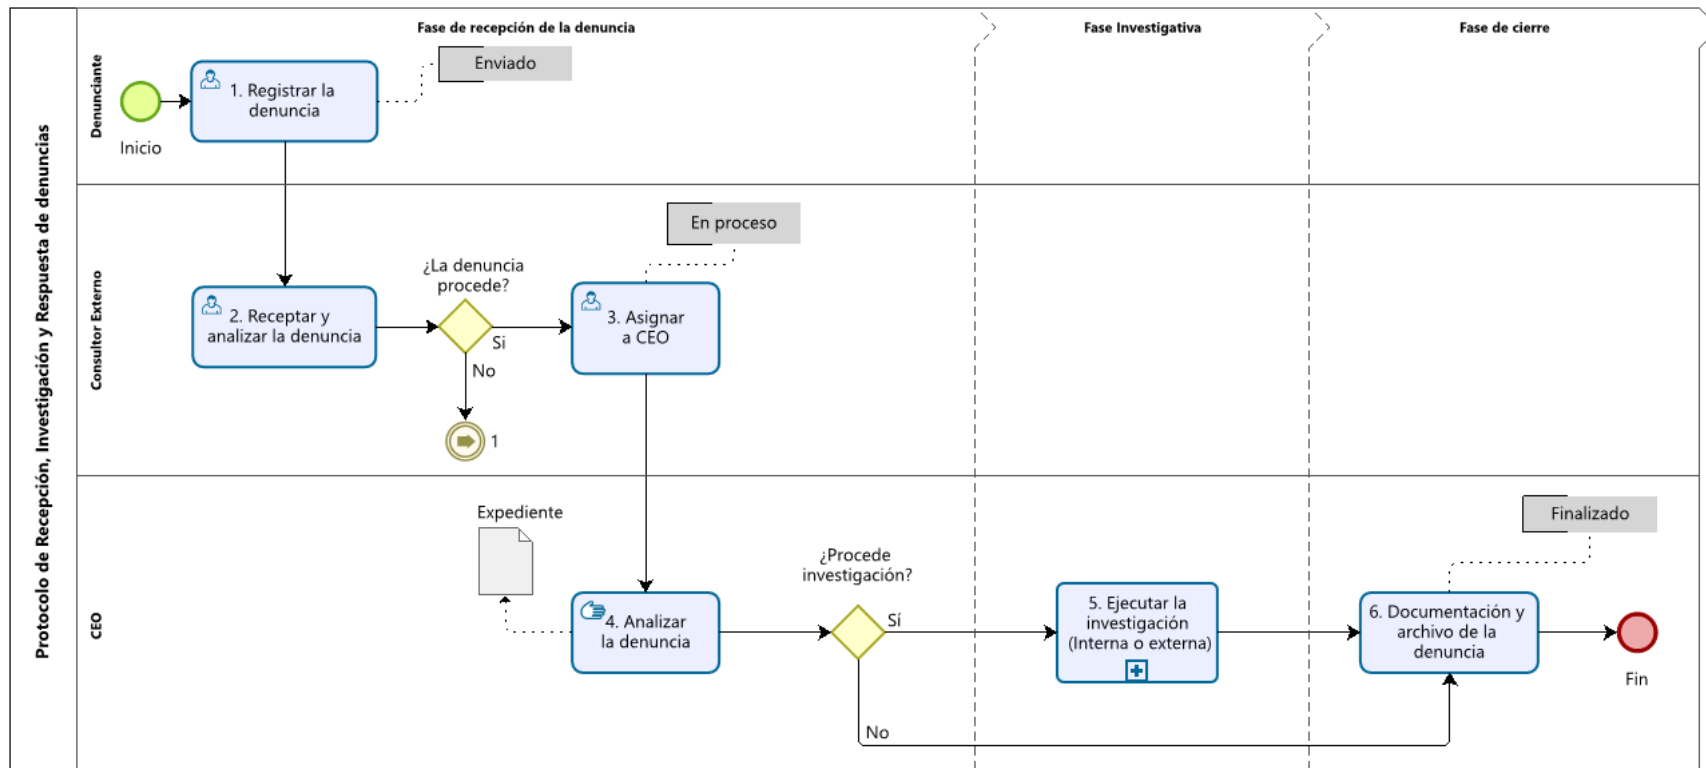 Protocolo de Recepción, Investigación y Respuesta de denuncias
Fase de recepción de la denuncia
Fase Investigativa
Fase de cierre
Denunciante
Inicio
1. Registrar la
denuncia
Enviado
Consultor Externo
2. Receptar y
analizar la denuncia
¿La denuncia
procede?
Si
No
1
3. Asignar
a CEO
En proceso
CEO
Expediente
4. Analizar
la denuncia
¿Procede
investigación?
Sí
No
5. Ejecutar la
investigación
(Interna o externa)
6. Documentación y
archivo de la
denuncia
Finalizado
Fin